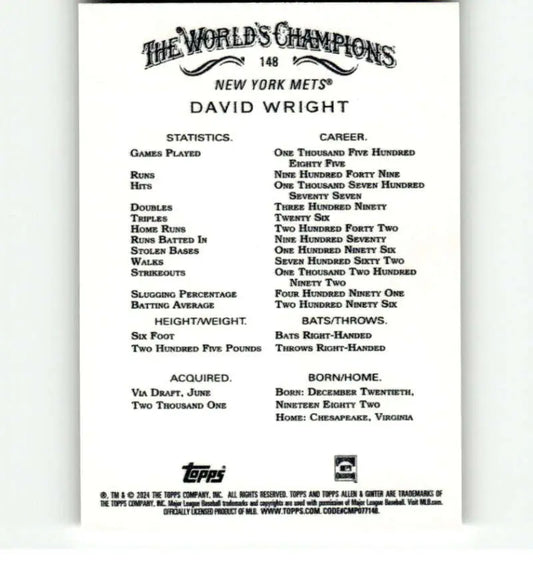 THE WORLD'S CHAMPIONS
148
NEW YORK METS®
DAVID WRIGHT
STATISTICS. CAREER.
GAMES PLAYED ONE THOUSAND FIVE HUNDRED
EIGHTY FIVE
RUNS NINE HUNDRED FORTY NINE
HITS ONE THOUSAND SEVEN HUNDRED
SEVENTY SEVEN
DOUBLES THREE HUNDRED NINETY
TRIPLES TWENTY SIX
HOME RUNS TWO HUNDRED FORTY TWO
RUNS BATTED IN NINE HUNDRED SEVENTY
STOLEN BASES ONE HUNDRED NINETY SIX
WALKS SEVEN HUNDRED SIXTY TWO
STRIKEOUTS ONE THOUSAND TWO HUNDRED
NINETY TWO
SLUGGING PERCENTAGE FOUR HUNDRED NINETY ONE
BATTING AVERAGE TWO HUNDRED NINETY SIX
HEIGHT/WEIGHT. BATS/THROWS.
SIX FOOT BATS RIGHT-HANDED
TWO HUNDRED FIVE POUNDS THROWS RIGHT-HANDED
ACQUIRED. BORN/HOME.
VIA DRAFT, JUNE BORN: DECEMBER TWENTIETH,
TWO THOUSAND ONE NINETEEN EIGHTY TWO
HOME: CHESAPEAKE, VIRGINIA
Topps
®, TM & © 2024 THE TOPPS COMPANY, INC. ALL RIGHTS RESERVED. TOPPS AND TOPPS ALLEN & GINTER ARE TRADEMARKS OF
THE TOPPS COMPANY, INC. Major League Baseball trademarks and copyrights are used with permission of Major League Baseball. Visit MLB.com.
OFFICIALLY LICENSED PRODUCT OF MLB. WWW.TOPPS.COM. CODE#CMP077148.